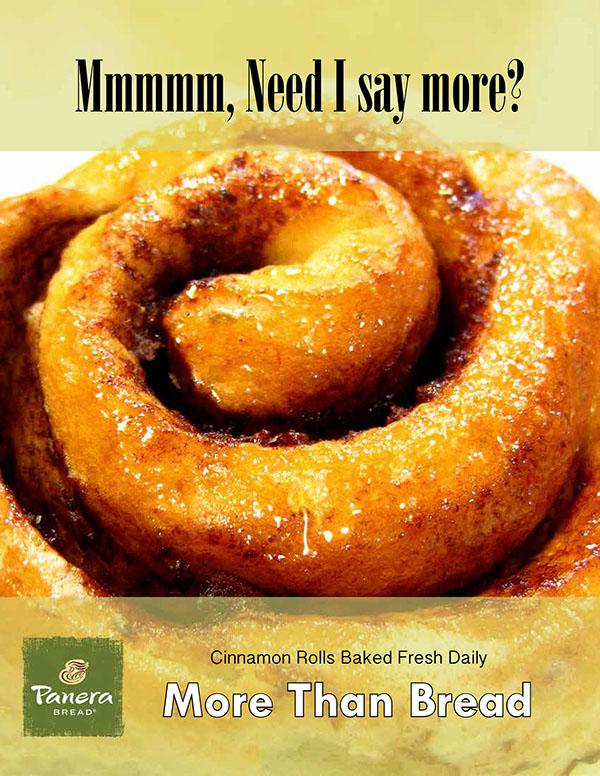 Mmmmm, Need I say more?
Cinnamon Rolls Baked Fresh Daily
Panera
BREAD®
More Than Bread